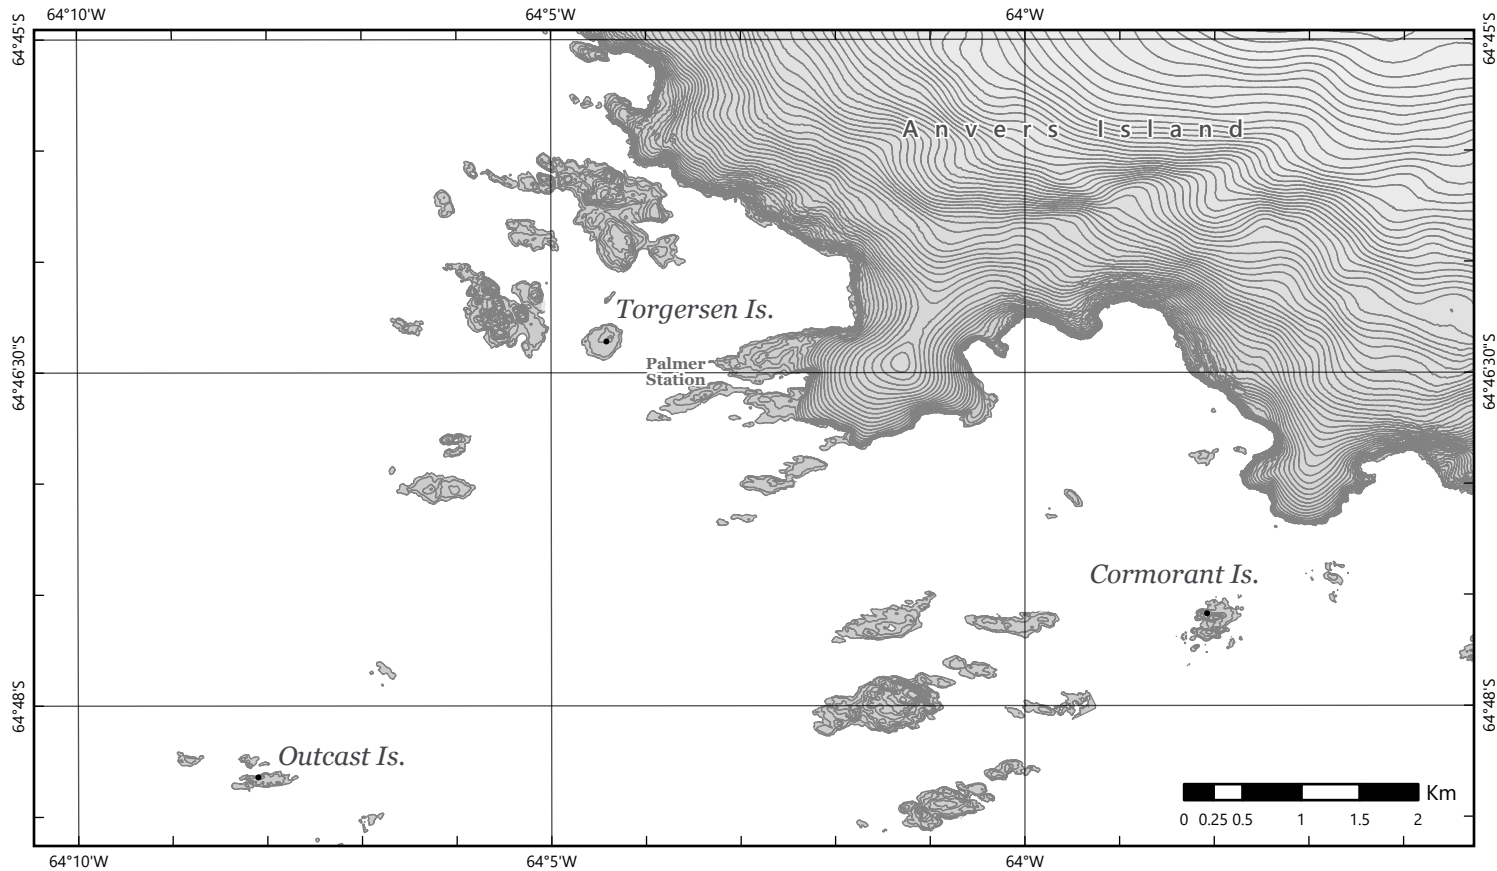 64°10'W 64°5'W 64°W
64°45'S 64°45'S
Anvers Island
Torgersen Is.
Palmer
Station
64°46'30"S 64°46'30"S
Cormorant Is.
64°48'S 64°48'S
Outcast Is.
Km
0 0.25 0.5 1 1.5 2
64°10'W 64°5'W 64°W